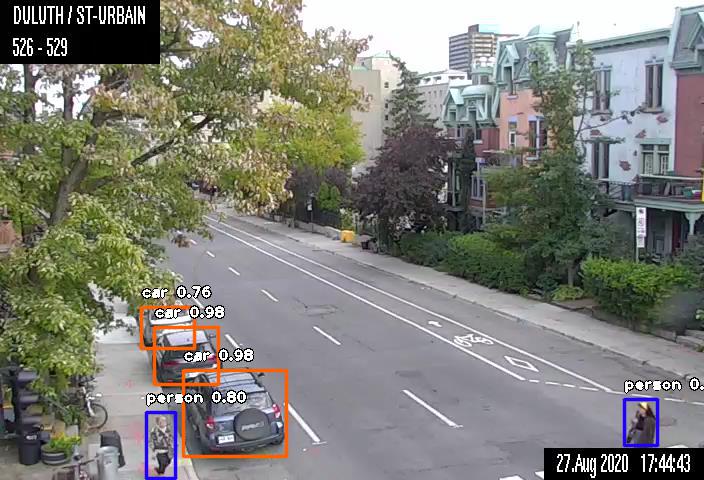 DULUTH / ST-URBAIN
526 - 529
car 0.76
car 0.98
car 0.98
person 0.80
person 0.
27.Aug 2020 17:44:43